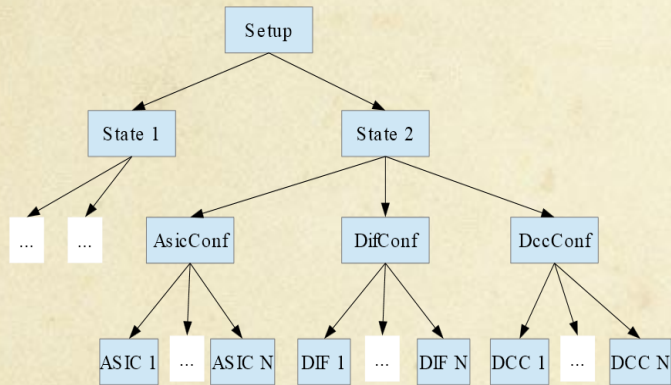 Setup
State 1
State 2
...
...
AsicConf
DifConf
DccConf
ASIC 1
...
ASIC N
DIF 1
...
DIF N
DCC 1
...
DCC N